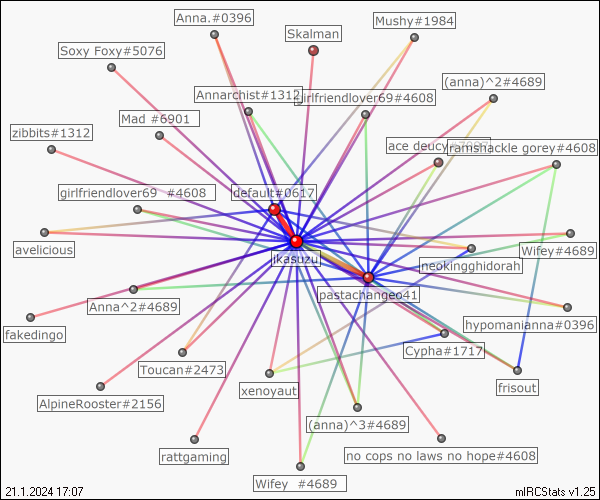 Anna.#0396
Mushy#1984
Skalman
Soxy Foxy#5076
(anna)^2#4689
Annarchist#1312
girlfriendlover69#4608
Mad #6901
zibbits#1312
ace deucy
ramshackle gorey#4608
girlfriendlover69 #4608
default#0617
avelicious
jkasuzu
neokingghidorah
Wifey#4689
pastachangeo41
Anna^2#4689
hypomanianna#0396
fakedingo
Cypha#1717
Toucan#2473
xenoyaut
frisout
AlpineRooster#2156
(anna)^3#4689
rattgaming
no cops no laws no hope#4608
Wifey #4689
21.1.2024 17:07
mIRCStats v1.25